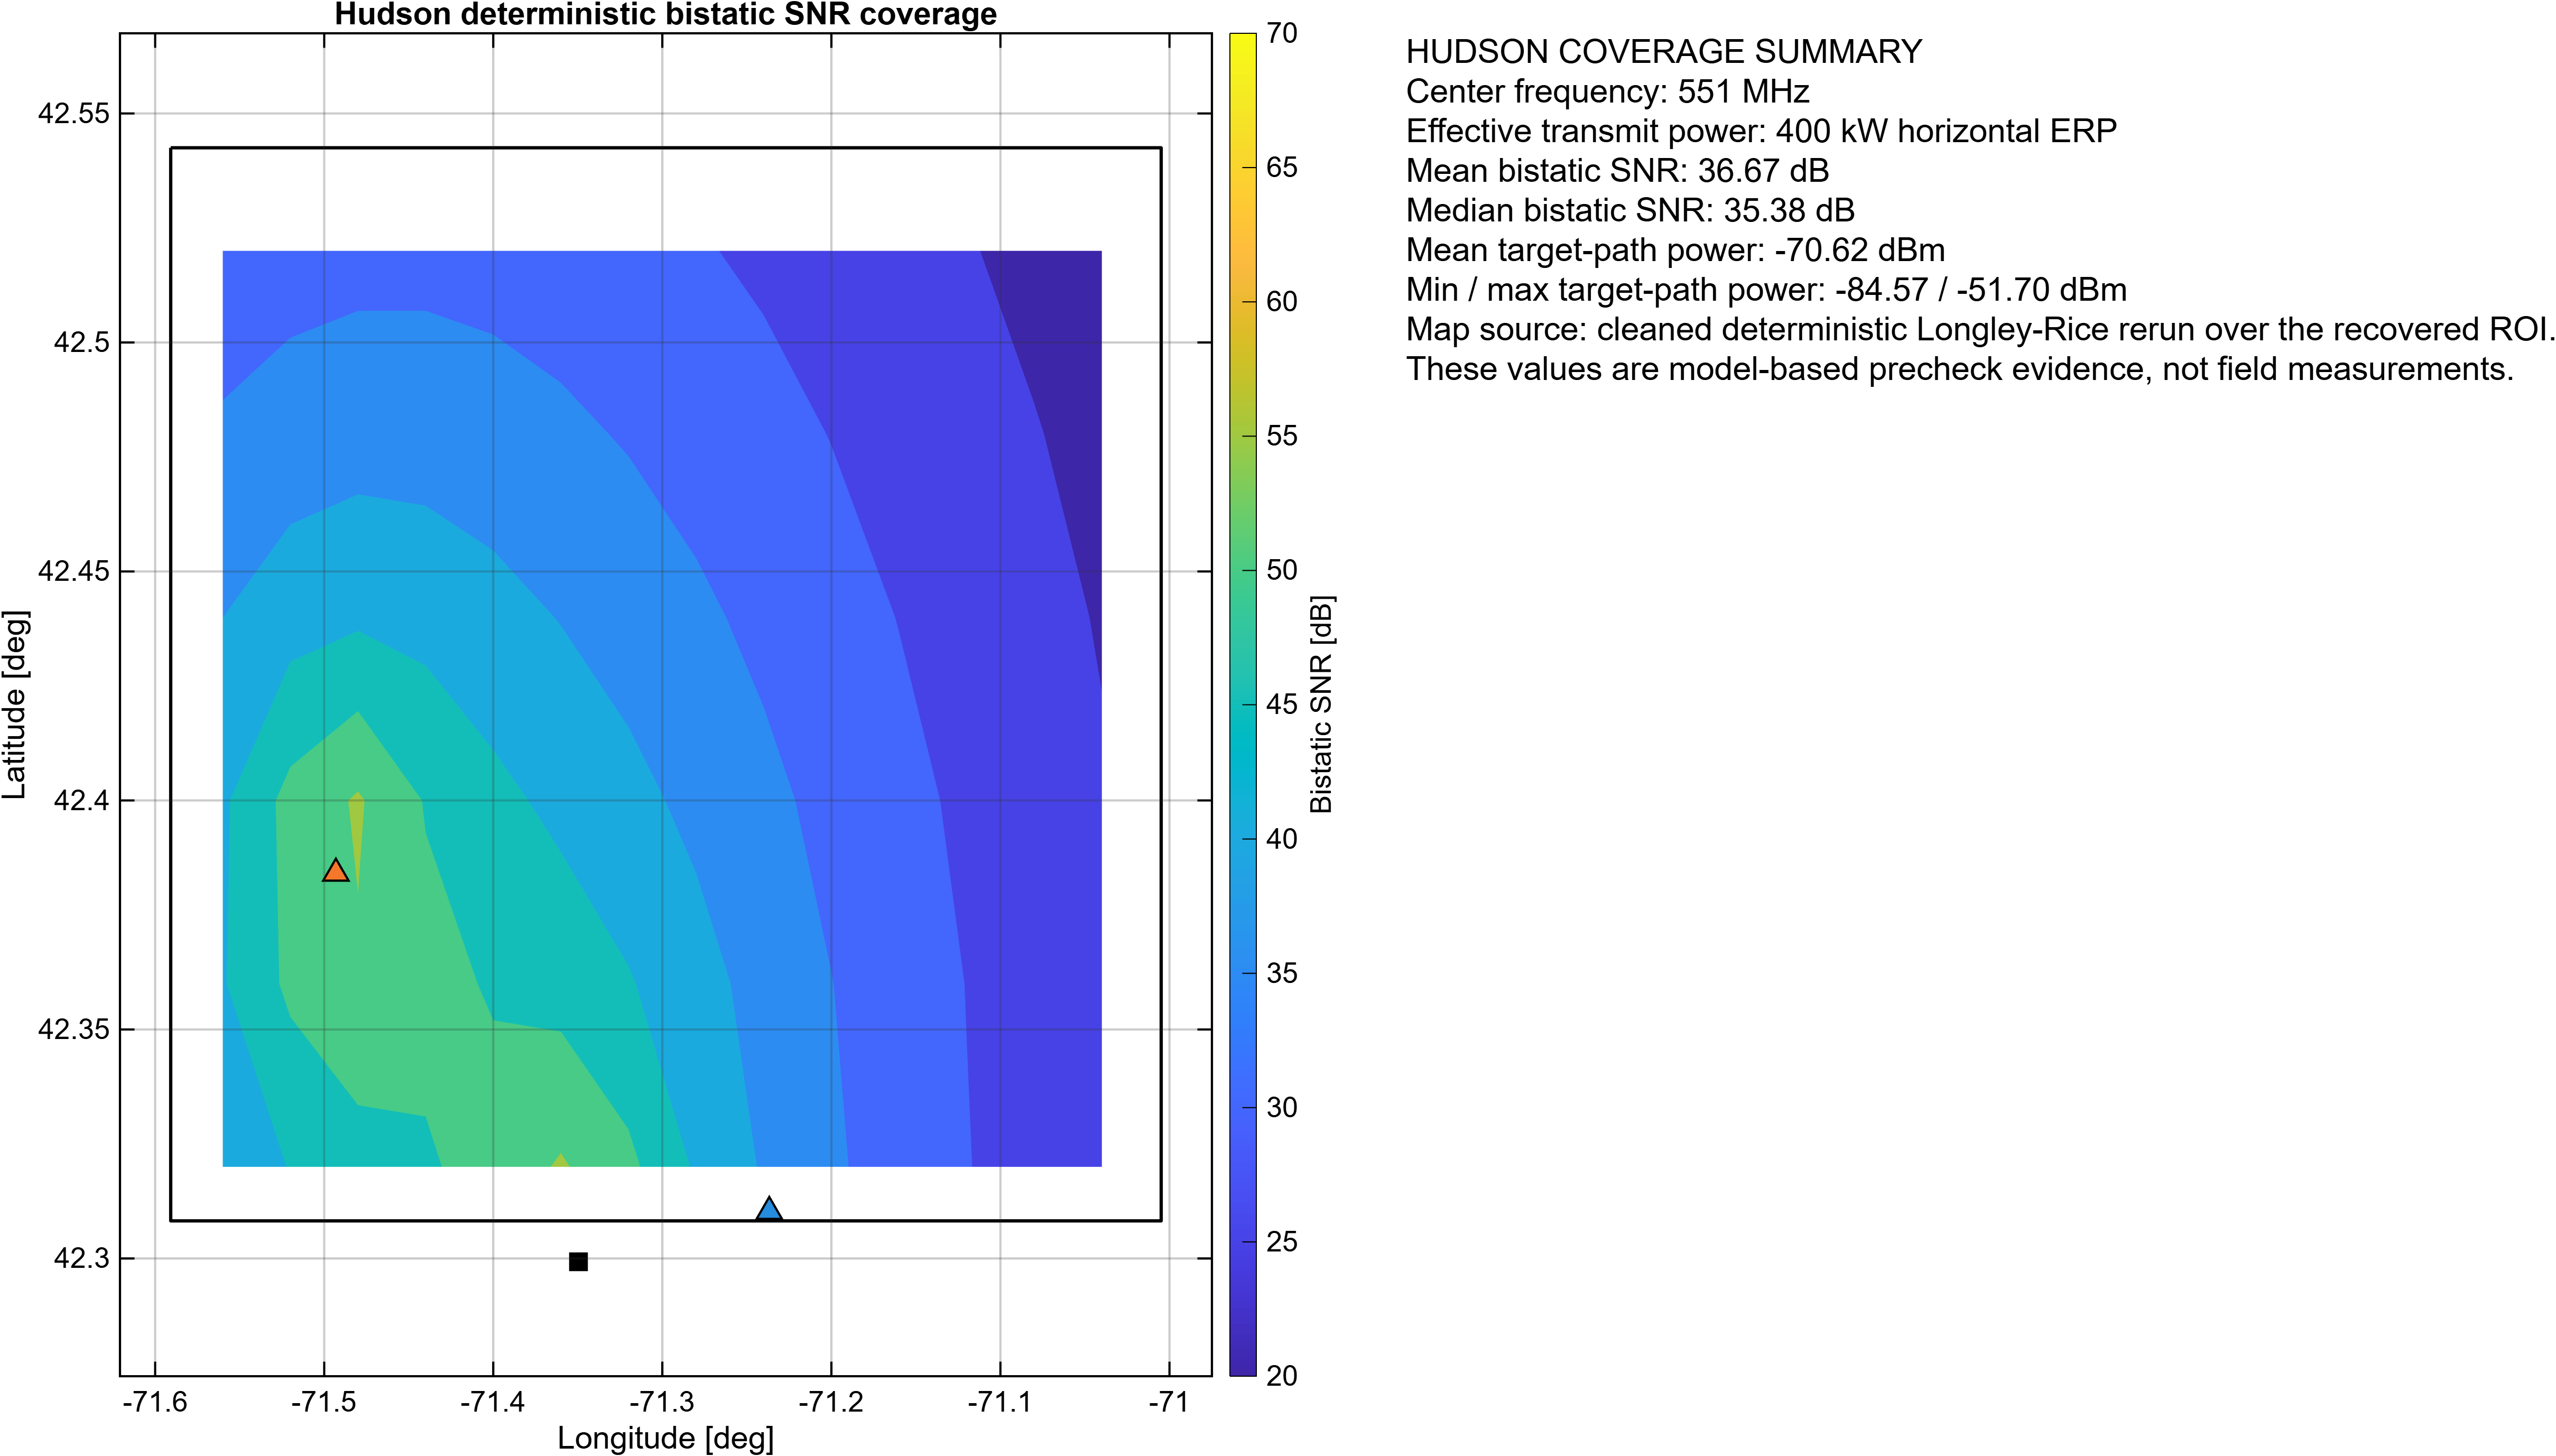 Hudson deterministic bistatic SNR coverage
42.55
42.5
42.45
42.4
42.35
42.3
Latitude [deg]
-71.6
-71.5
-71.4
-71.3
-71.2
-71.1
-71
Longitude [deg]
70
65
60
55
50
45
40
35
30
25
20
Bistatic SNR [dB]
HUDSON COVERAGE SUMMARY
Center frequency: 551 MHz
Effective transmit power: 400 kW horizontal ERP
Mean bistatic SNR: 36.67 dB
Median bistatic SNR: 35.38 dB
Mean target-path power: -70.62 dBm
Min / max target-path power: -84.57 / -51.70 dBm
Map source: cleaned deterministic Longley-Rice rerun over the recovered ROI.
These values are model-based precheck evidence, not field measurements.